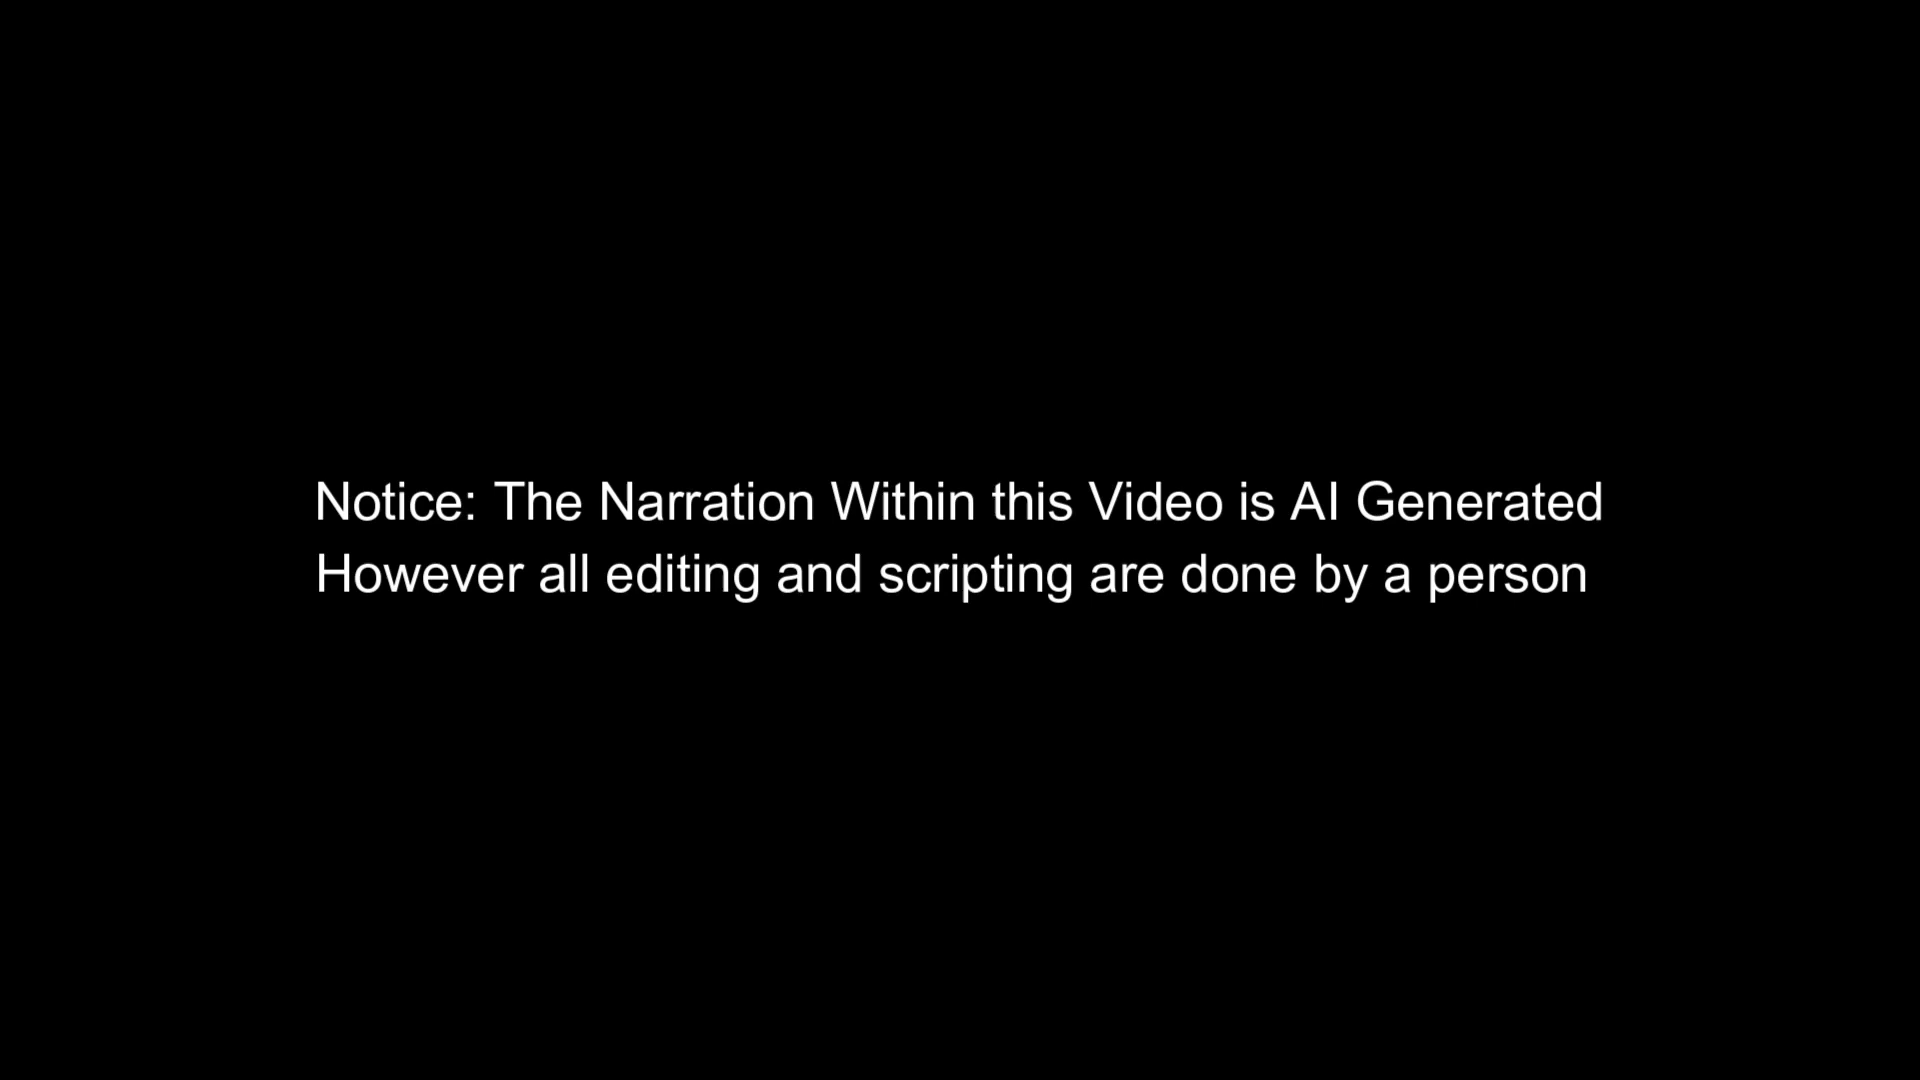 Notice: The Narration Within this Video is AI Generated
However all editing and scripting are done by a person